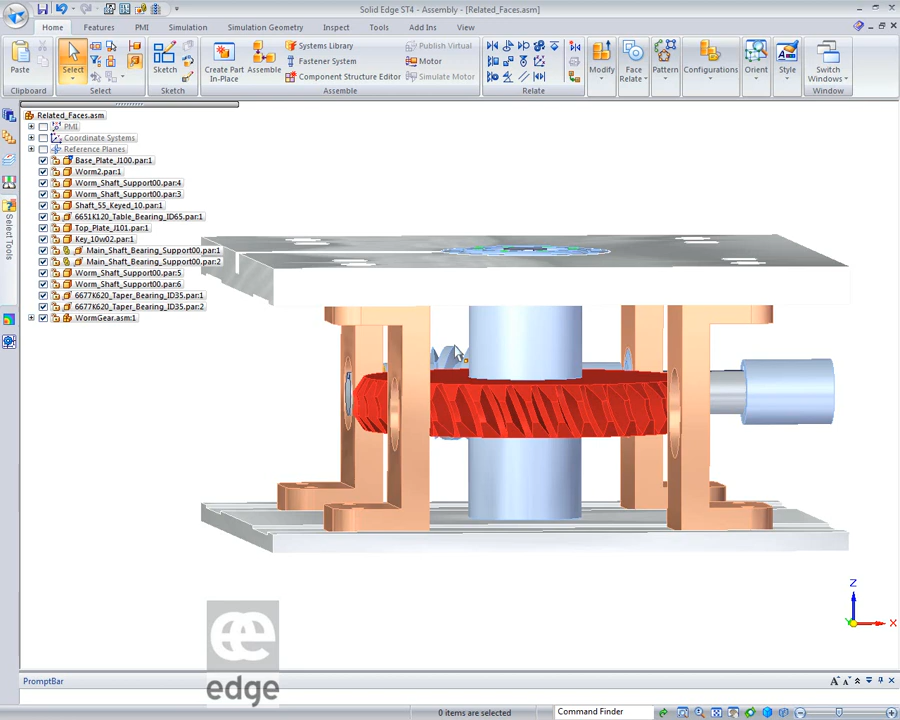 Solid Edge ST4 - Assembly - [Related_Faces.asm]
Home Features PMI Simulation Simulation Geometry Inspect Tools Add Ins View
Paste
Clipboard
Select
Select
Sketch
Sketch
Create Part In-Place
Assemble
Systems Library
Fastener System
Component Structure Editor
Publish Virtual
Motor
Simulate Motor
Assemble
Relate
Modify
Face Relate
Pattern
Configurations
Orient
Style
Switch Windows
Window
Select Tools
Related_Faces.asm
PMI
Coordinate Systems
Reference Planes
Base_Plate_J100.par:1
Worm2.par:1
Worm_Shaft_Support00.par:4
Worm_Shaft_Support00.par:3
Shaft_55_Keyed_10.par:1
6651K120_Table_Bearing_ID65.par:1
Top_Plate_J101.par:1
Key_10w02.par:1
Main_Shaft_Bearing_Support00.par:1
Main_Shaft_Bearing_Support00.par:2
Worm_Shaft_Support00.par:5
Worm_Shaft_Support00.par:6
6677K620_Taper_Bearing_ID35.par:1
6677K620_Taper_Bearing_ID35.par:2
WormGear.asm:1
Z
X
ee
edge
PromptBar
A A
0 items are selected
Command Finder